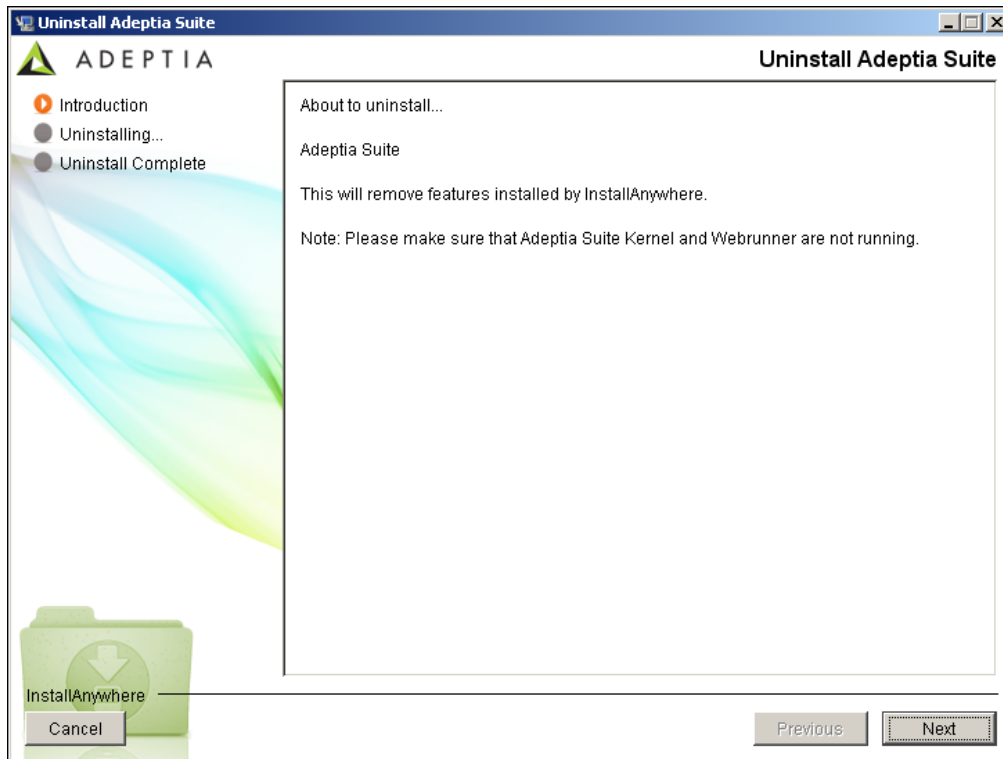 Uninstall Adeptia Suite
ADEPTIA
Uninstall Adeptia Suite
Introduction
Uninstalling...
Uninstall Complete
About to uninstall...
Adeptia Suite
This will remove features installed by InstallAnywhere.
Note: Please make sure that Adeptia Suite Kernel and Webrunner are not running.
InstallAnywhere
Cancel
Previous
Next